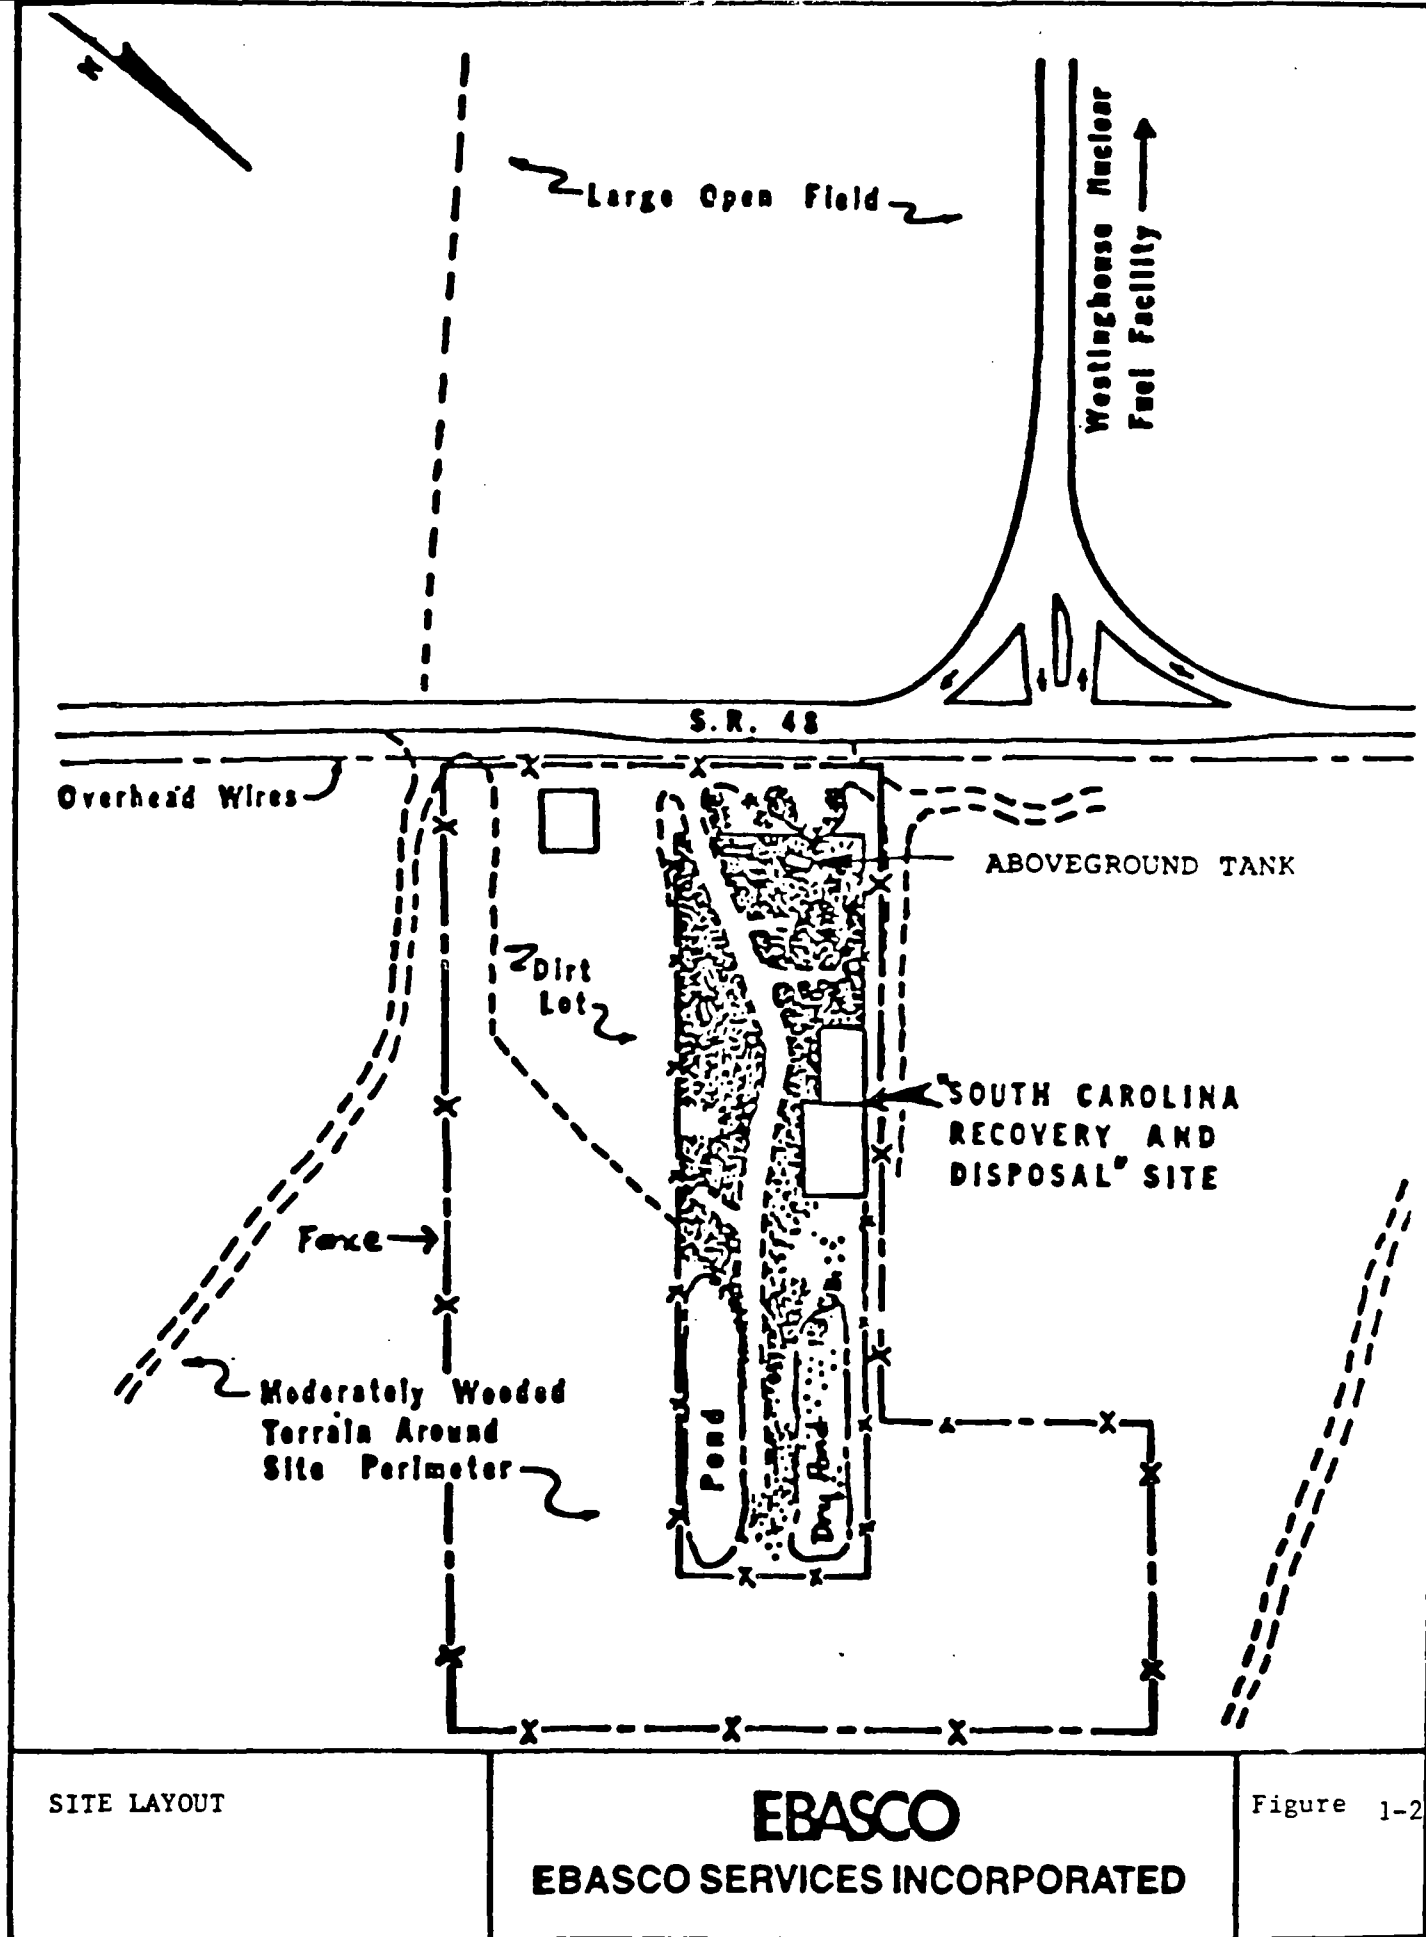 N
Large Open Field
Westinghouse Nuclear
Fuel Facility
S.R. 48
Overhead Wires
ABOVEGROUND TANK
Dirt
Lot
"SOUTH CAROLINA
RECOVERY AND
DISPOSAL" SITE
Fence
Moderately Wooded
Terrain Around
Site Perimeter
Pond
Dry Pond
SITE LAYOUT
EBASCO
EBASCO SERVICES INCORPORATED
Figure 1-2